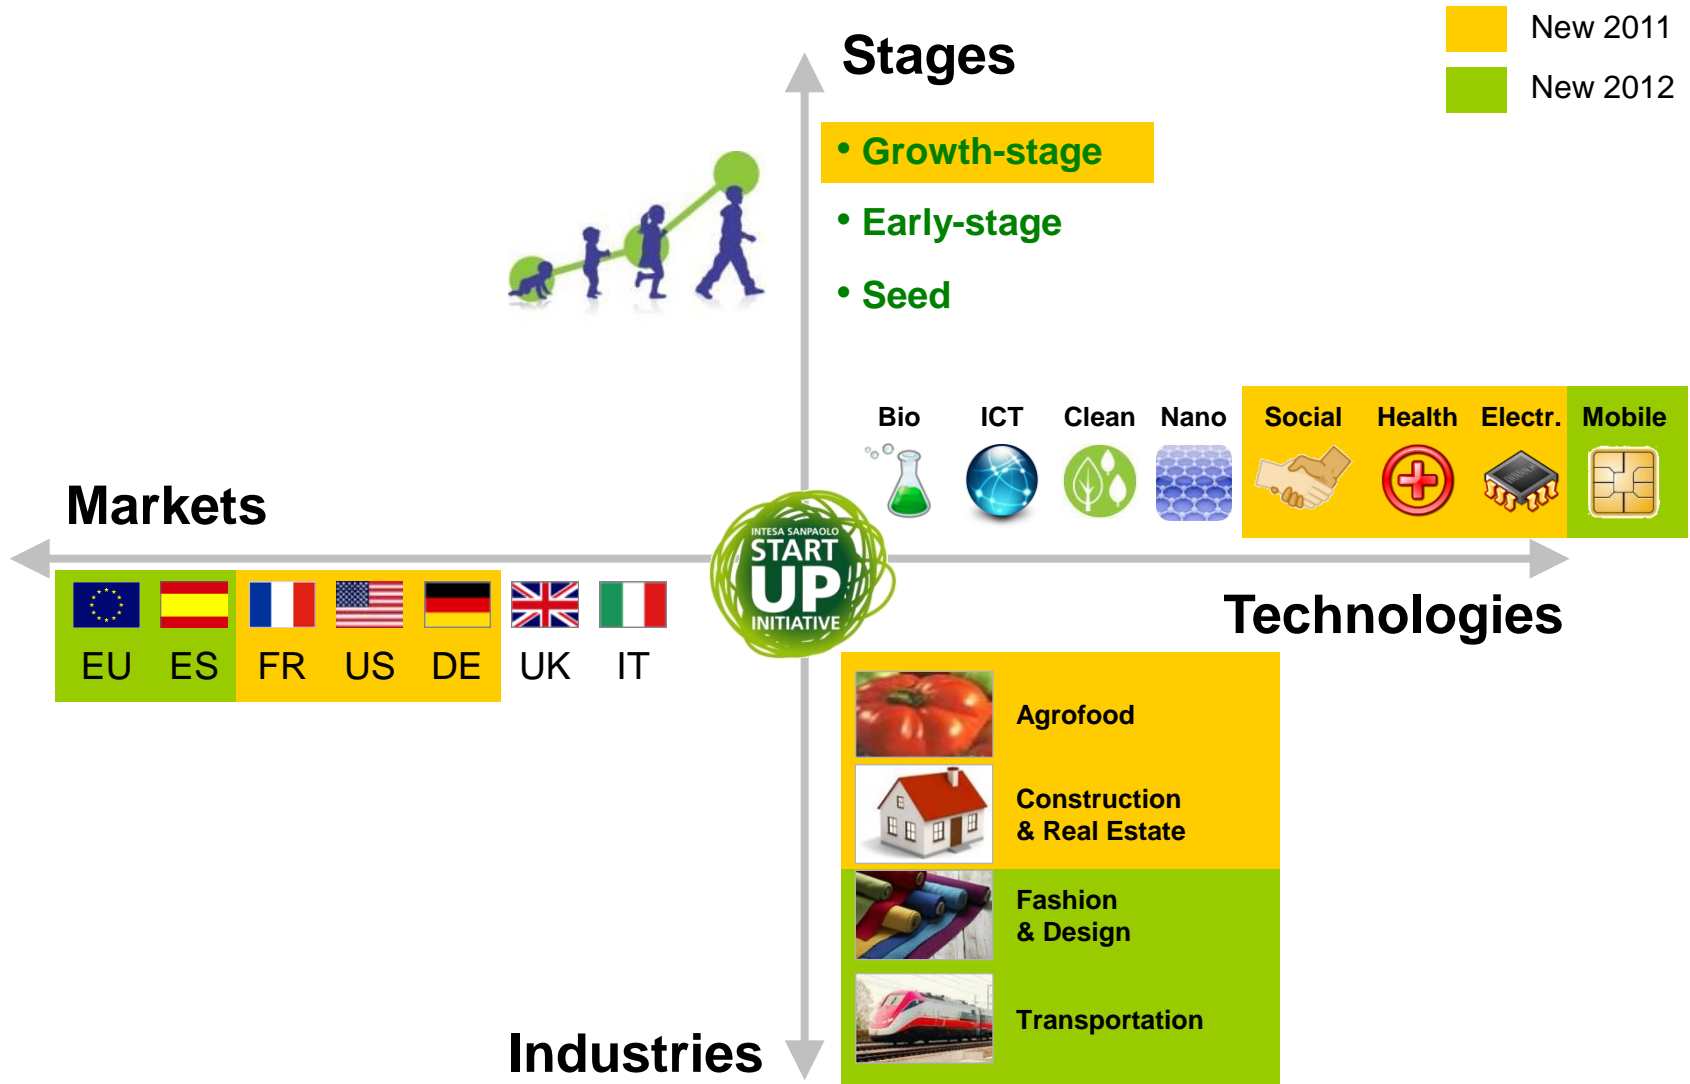 New 2011
New 2012
Stages
• Growth-stage
• Early-stage
• Seed
Bio ICT Clean Nano Social Health Electr. Mobile
Markets
INTESA SANPAOLO
START
UP
INITIATIVE
Technologies
EU ES FR US DE UK IT
Agrofood
Construction
& Real Estate
Fashion
& Design
Transportation
Industries